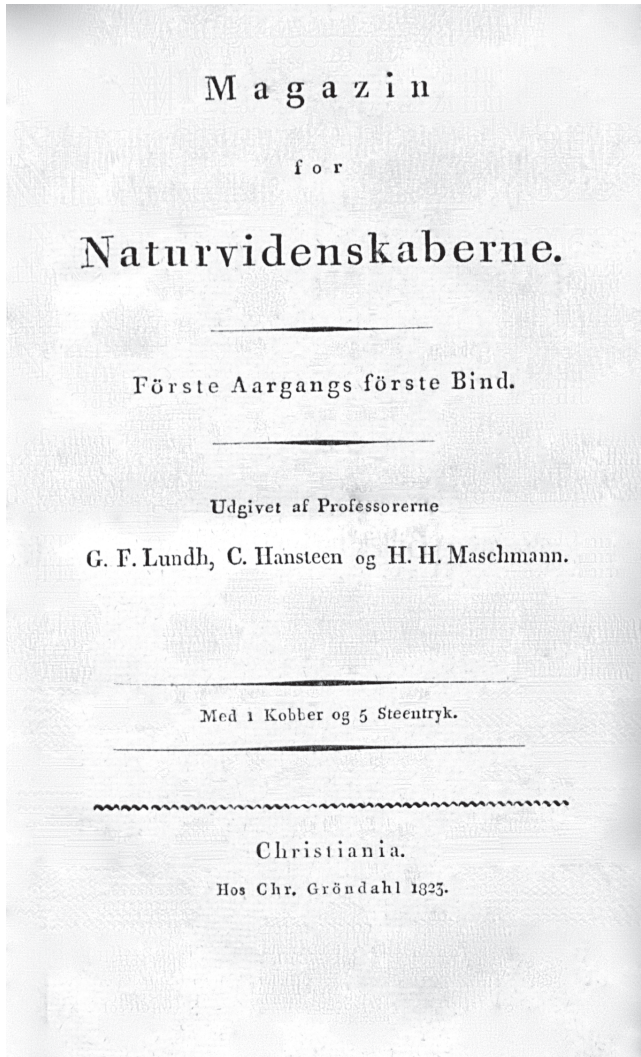 Magazin
for
Naturvidenskaberne.
Förste Aargangs förste Bind.
Udgivet af Professorerne
G. F. Lundh, C. Hansteen og H. H. Maschmann.
Med 1 Kobber og 5 Steentryk.
Christiania.
Hos Chr. Gröndahl 1823.